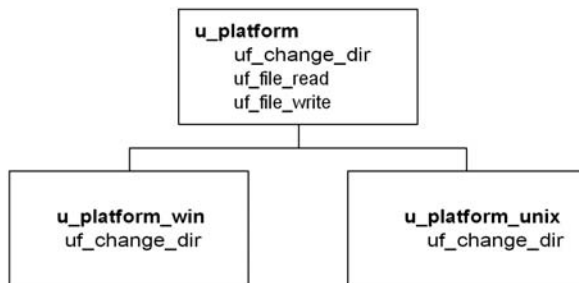 u_platform
uf_change_dir
uf_file_read
uf_file_write
u_platform_win
uf_change_dir
u_platform_unix
uf_change_dir